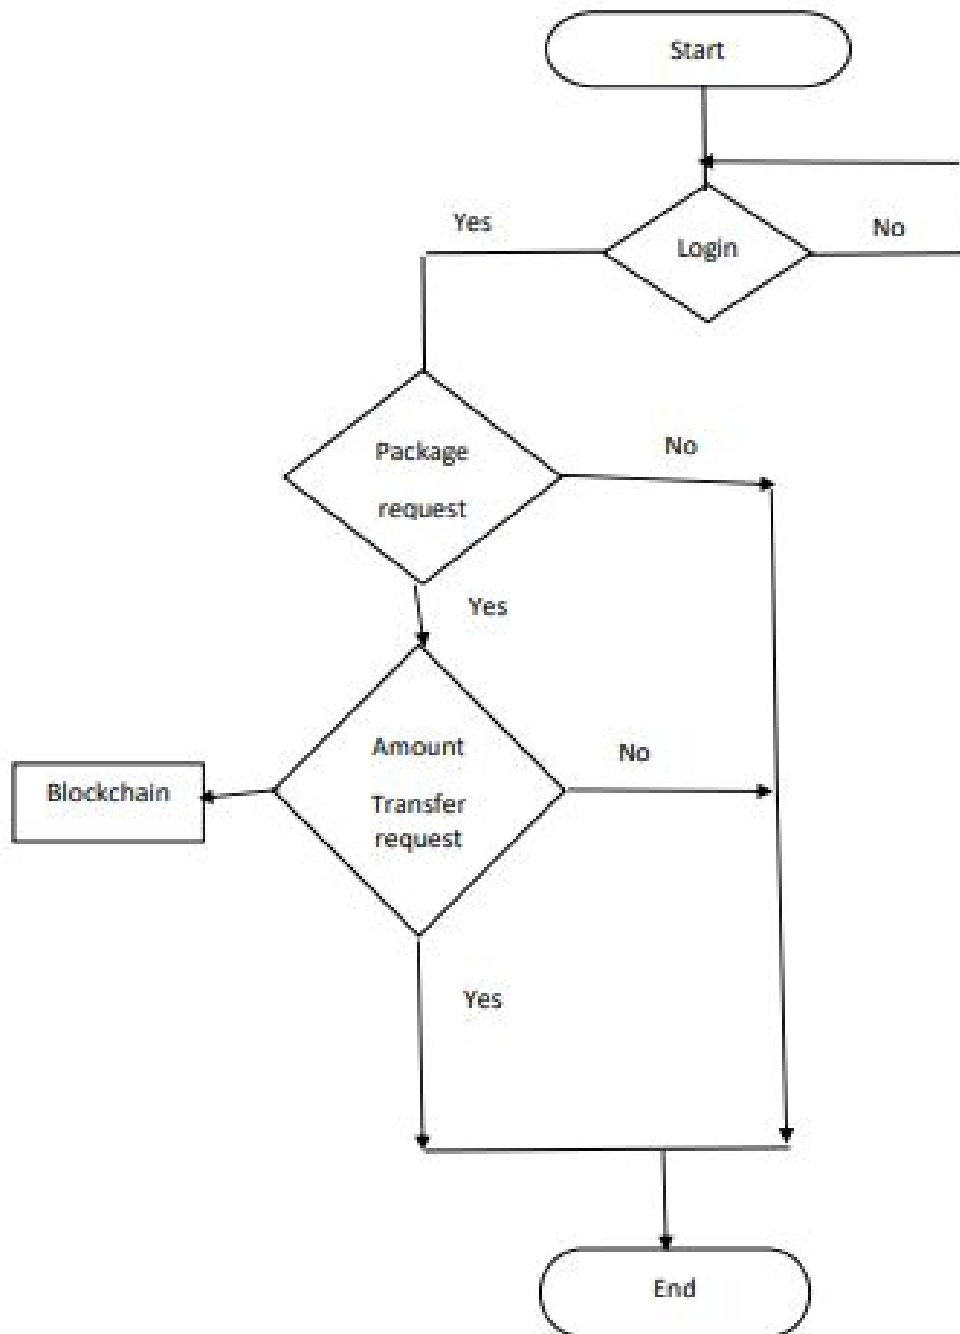 Start
Yes
No
Login
Package
request
No
Yes
Amount
Transfer
request
No
Blockchain
Yes
End